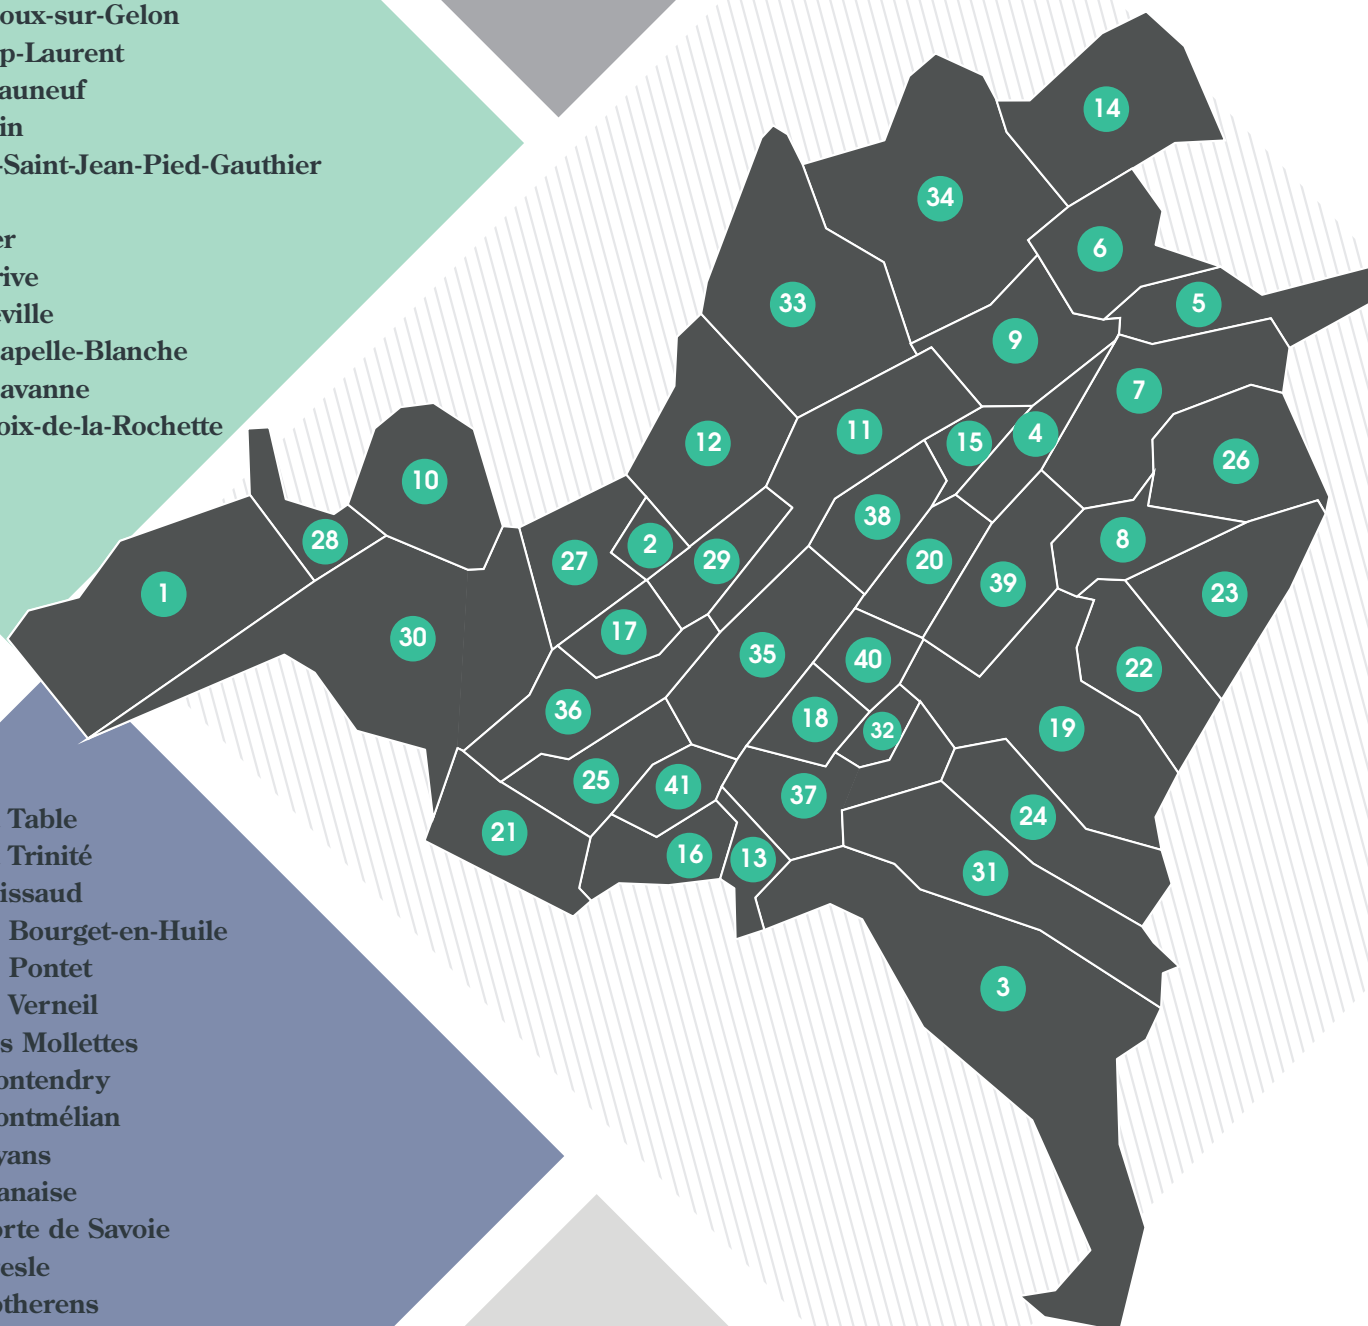 oux-sur-Gelon
p-Laurent
auneuf
in
-Saint-Jean-Pied-Gauthier
er
rive
ville
apelle-Blanche
avanne
oix-de-la-Rochette
14
34
6
5
33
9
7
11
15
4
12
26
10
38
28
2
8
27
29
20
39
1
23
17
30
35
40
22
36
18
32
19
25
41
37
24
21
16
13
31
3
Table
Trinité
issaud
Bourget-en-Huile
Pontet
Verneil
s Mollettes
ontendry
ontmélian
yans
anaise
orte de Savoie
esle
otherens